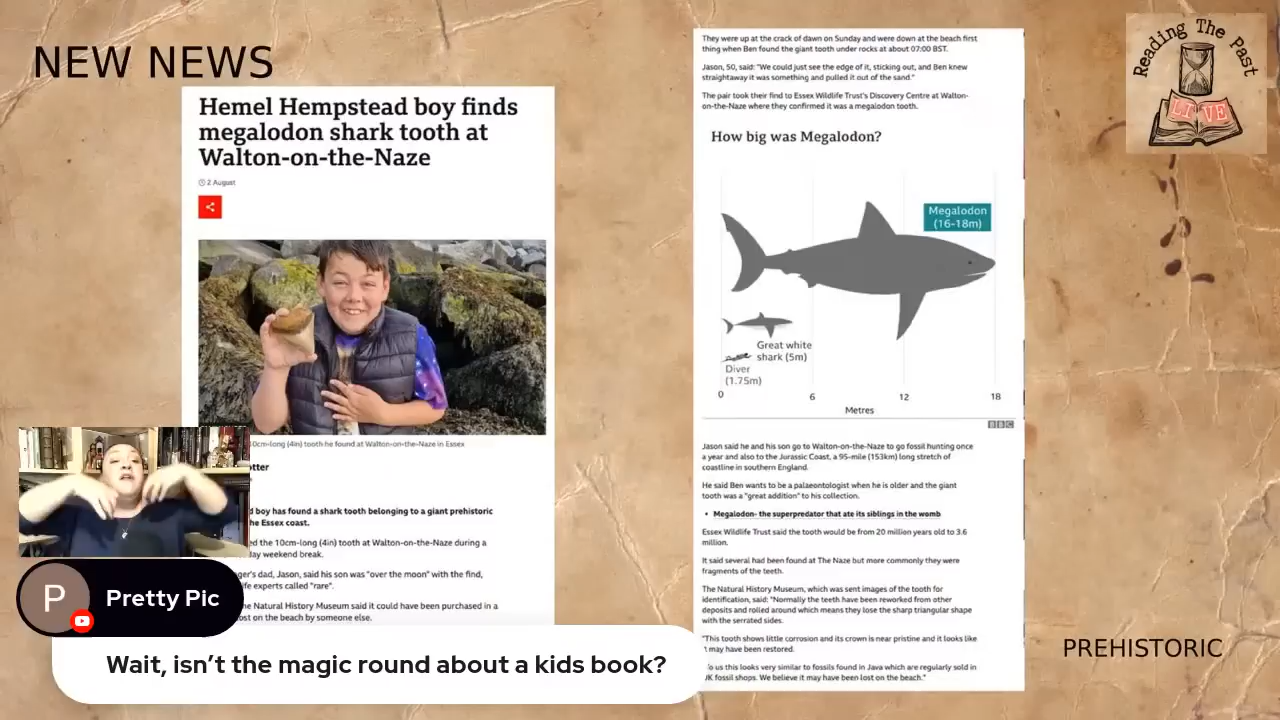 NEW NEWS
Hemel Hempstead boy finds
megalodon shark tooth at
Walton-on-the-Naze
2 August
0cm-long (4in) tooth he found at Walton-on-the-Naze in Essex
otter
d boy has found a shark tooth belonging to a giant prehistoric
he Essex coast.
ed the 10cm-long (4in) tooth at Walton-on-the-Naze during a
lay weekend break.
ger's dad, Jason, said his son was "over the moon" with the find,
ife experts called "rare".
he Natural History Museum said it could have been purchased in a
ost on the beach by someone else.
P
Pretty Pic
Wait, isn't the magic round about a kids book?
They were up at the crack of dawn on Sunday and were down at the beach first
thing when Ben found the giant tooth under rocks at about 07:00 BST.
Jason, 50, said: "We could just see the edge of it, sticking out, and Ben knew
straightaway it was something and pulled it out of the sand."
The pair took their find to Essex Wildlife Trust's Discovery Centre at Walton-
on-the-Naze where they confirmed it was a megalodon tooth.
How big was Megalodon?
Megalodon
(16-18m)
Great white
shark (5m)
Diver
(1.75m)
0 6 12 18
Metres
BBC
Jason said he and his son go to Walton-on-the-Naze to go fossil hunting once
a year and also to the Jurassic Coast, a 95-mile (153km) long stretch of
coastline in southern England.
He said Ben wants to be a palaeontologist when he is older and the giant
tooth was a "great addition" to his collection.
• Megalodon- the superpredator that ate its siblings in the womb
Essex Wildlife Trust said the tooth would be from 20 million years old to 3.6
million.
It said several had been found at The Naze but more commonly they were
fragments of the teeth.
The Natural History Museum, which was sent images of the tooth for
identification, said: "Normally the teeth have been reworked from other
deposits and rolled around which means they lose the sharp triangular shape
with the serrated sides.
"This tooth shows little corrosion and its crown is near pristine and it looks like
it may have been restored.
To us this looks very similar to fossils found in Java which are regularly sold in
UK fossil shops. We believe it may have been lost on the beach."
Reading The Past
LIVE
PREHISTORIC